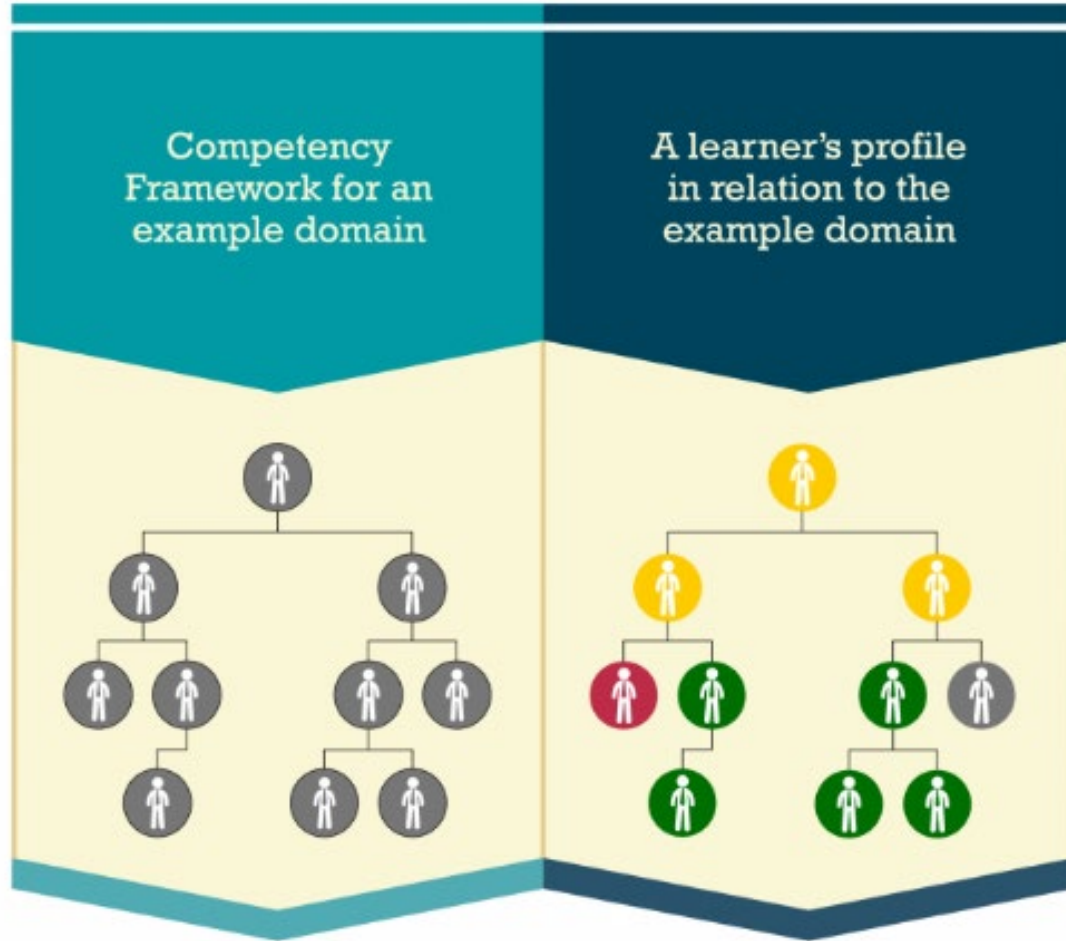 Competency
Framework for an
example domain
A learner’s profile
in relation to the
example domain